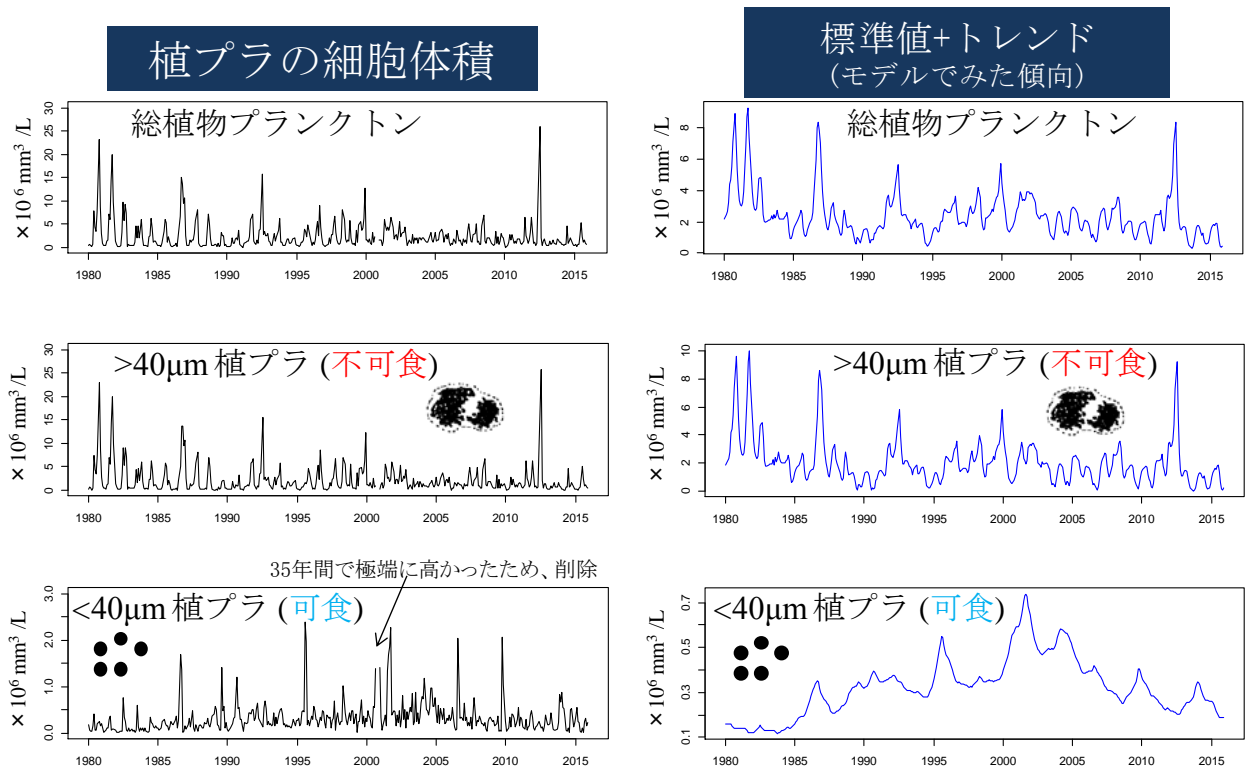 植プラの細胞体積
総植物プランクトン
×10⁶ mm³/L
30
25
20
15
10
5
0
1980 1985 1990 1995 2000 2005 2010 2015
>40μm 植プラ (不可食)
×10⁶ mm³/L
30
25
20
15
10
5
0
1980 1985 1990 1995 2000 2005 2010 2015
35年間で極端に高かったため、削除
<40μm 植プラ (可食)
×10⁶ mm³/L
3.0
2.0
1.0
0.0
1980 1985 1990 1995 2000 2005 2010 2015
標準値+トレンド
(モデルでみた傾向)
総植物プランクトン
×10⁶ mm³/L
8
6
4
2
0
1980 1985 1990 1995 2000 2005 2010 2015
>40μm 植プラ (不可食)
×10⁶ mm³/L
10
8
6
4
2
0
1980 1985 1990 1995 2000 2005 2010 2015
<40μm 植プラ (可食)
×10⁶ mm³/L
0.7
0.5
0.3
0.1
1980 1985 1990 1995 2000 2005 2010 2015